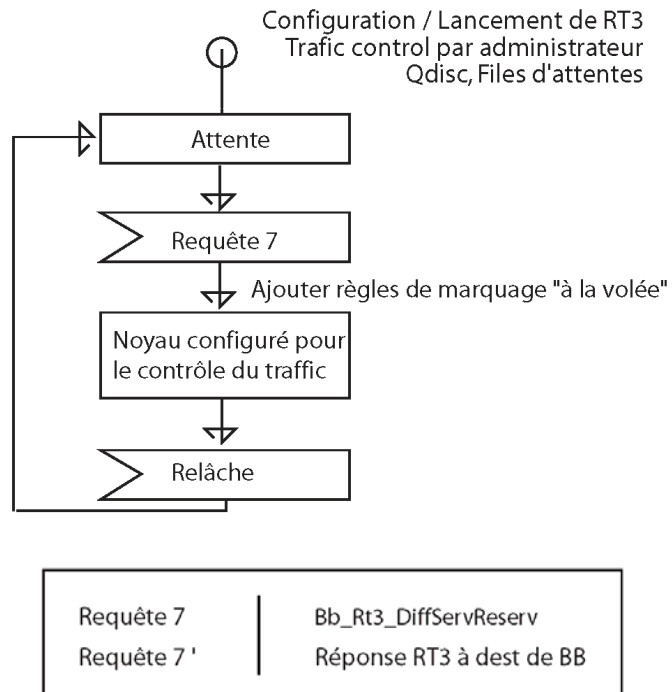 Configuration / Lancement de RT3
Trafic control par administrateur
Qdisc, Files d'attentes
Attente
Requête 7
Ajouter règles de marquage "à la volée"
Noyau configuré pour
le contrôle du traffic
Relâche
Requête 7 Bb_Rt3_DiffServReserv
Requête 7 ' Réponse RT3 à dest de BB